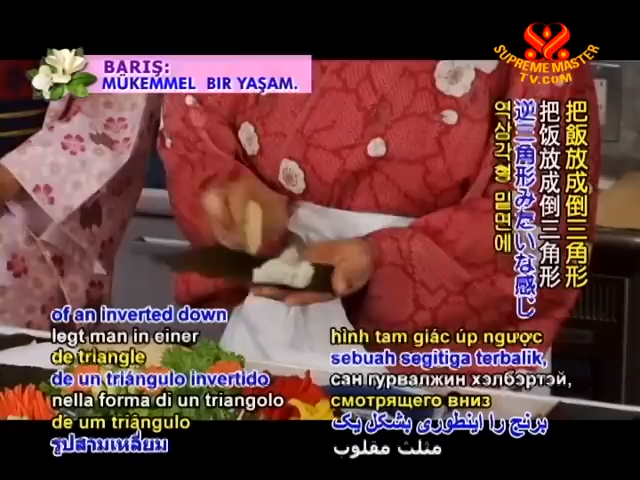 BARIŞ:
MÜKEMMEL BIR YAŞAM.
SUPREME MASTER
TV.COM
把飯放成倒三角形
把饭放成倒三角形
逆三角形みたいな感じ
역삼각형 밑면에
of an inverted down
legt man in einer
de triangle
de un triángulo invertido
nella forma di un triangolo
de um triângulo
รูปสามเหลี่ยม
hình tam giác úp ngược
sebuah segitiga terbalik,
сан гурвалжин хэлбэртэй,
смотрящего вниз
برنج را اینطوری بشکل یک
مثلث مقلوب